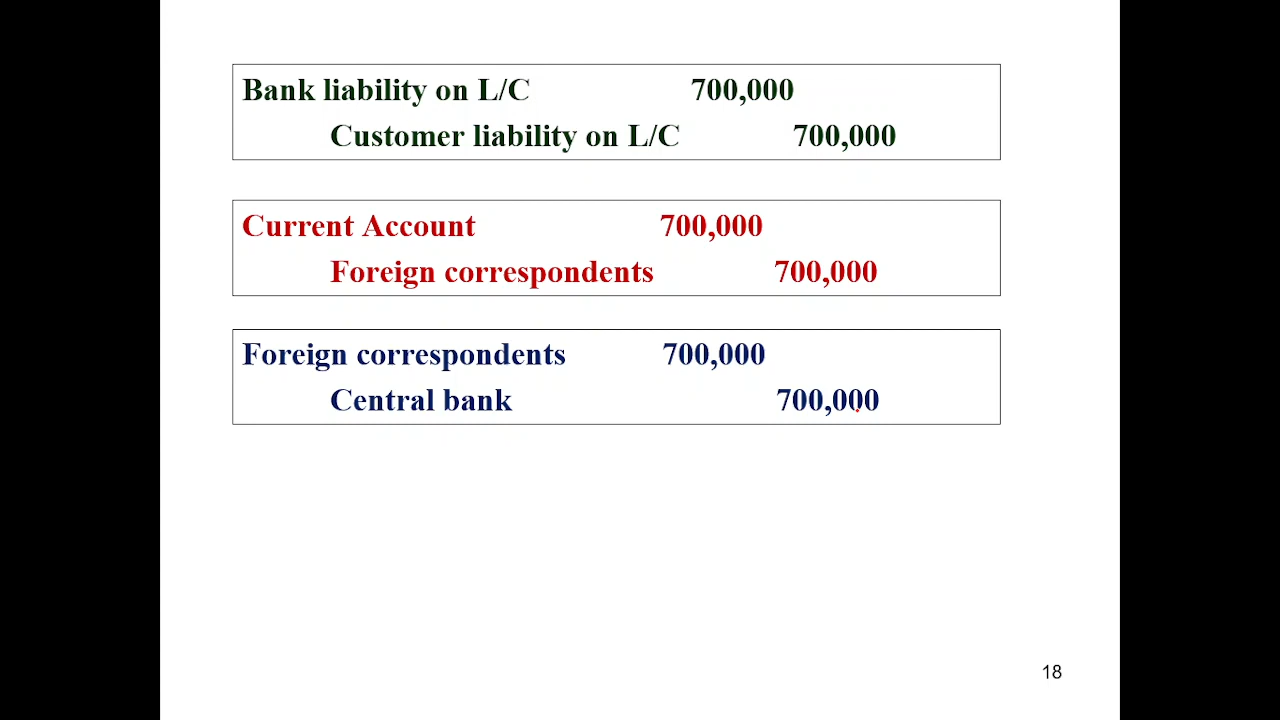 Bank liability on L/C 700,000
Customer liability on L/C 700,000
Current Account 700,000
Foreign correspondents 700,000
Foreign correspondents 700,000
Central bank 700,000
18